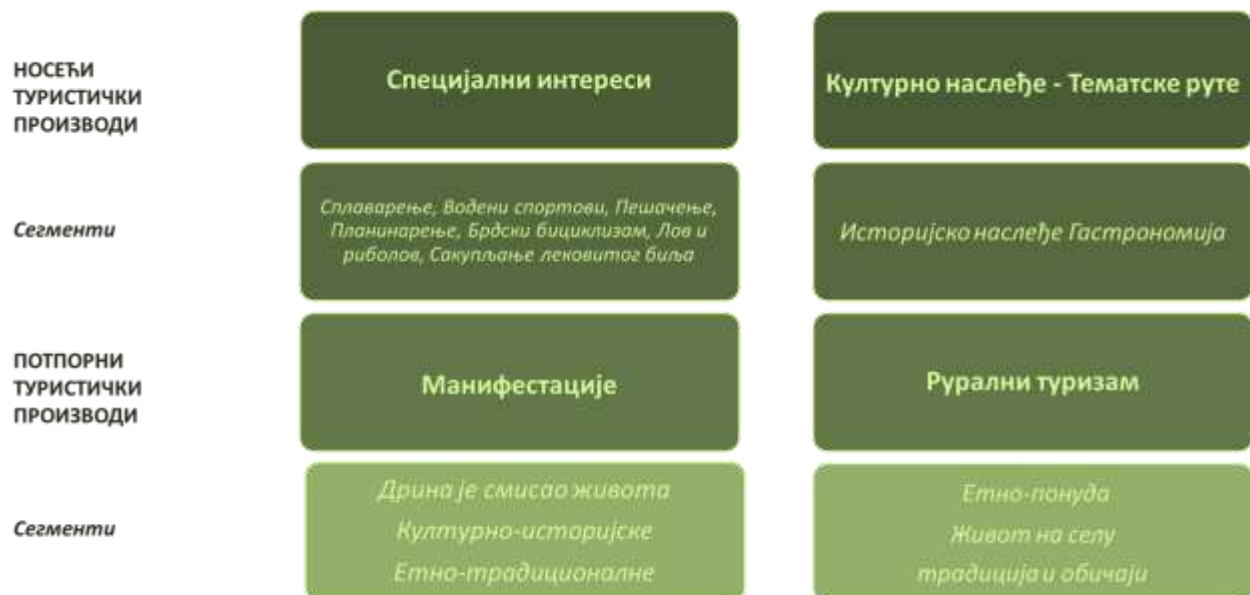 НОСЕЋИ
ТУРИСТИЧКИ
ПРОИЗВОДИ
Специјални интереси
Културно наслеђе - Тематске руте
Сегменти
Сплаварење, Водени спортови, Пешачење,
Планинарење, Брдски бициклизам, Лов и
риболов, Сакупљање лековитог биља
Историјско наслеђе Гастрономија
ПОТПОРНИ
ТУРИСТИЧКИ
ПРОИЗВОДИ
Манифестације
Рурални туризам
Сегменти
Дрина је смисао живота
Културно-историјске
Етно-традиционалне
Етно-понуда
Живот на селу
традиција и обичаји